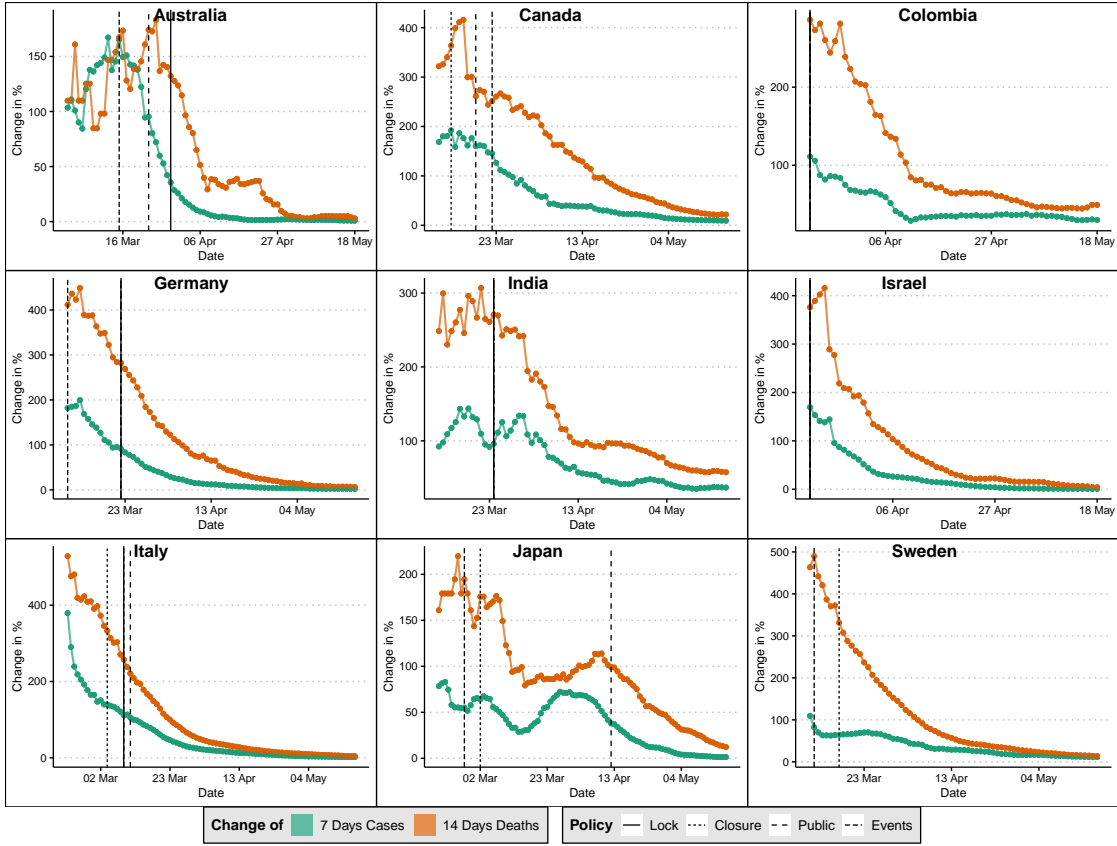 Australia
Change in %
0
50
100
150
16 Mar
06 Apr
27 Apr
18 May
Date
Canada
Change in %
0
100
200
300
400
23 Mar
13 Apr
04 May
Date
Colombia
Change in %
100
200
06 Apr
27 Apr
18 May
Date
Germany
Change in %
0
100
200
300
400
23 Mar
13 Apr
04 May
Date
India
Change in %
100
200
300
23 Mar
13 Apr
04 May
Date
Israel
Change in %
0
100
200
300
400
06 Apr
27 Apr
18 May
Date
Italy
Change in %
0
200
400
02 Mar
23 Mar
13 Apr
04 May
Date
Japan
Change in %
0
50
100
150
200
02 Mar
23 Mar
13 Apr
04 May
Date
Sweden
Change in %
0
100
200
300
400
500
23 Mar
13 Apr
04 May
Date
Change of 7 Days Cases 14 Days Deaths
Policy Lock Closure Public Events